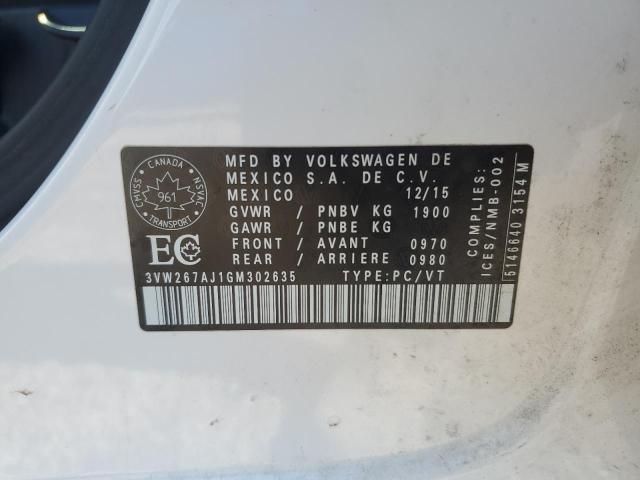 MFD BY VOLKSWAGEN DE
MEXICO S.A. DE C.V.
MEXICO 12/15
GVWR / PNBV KG 1900
GAWR / PNBE KG
FRONT / AVANT 0970
REAR / ARRIERE 0980
3VW267AJ1GM302635 TYPE:PC/VT
CANADA
CMVSS
961
NSVAC
TRANSPORT
EC
COMPLIES:
ICES/NMB-002
5146640 3154 M